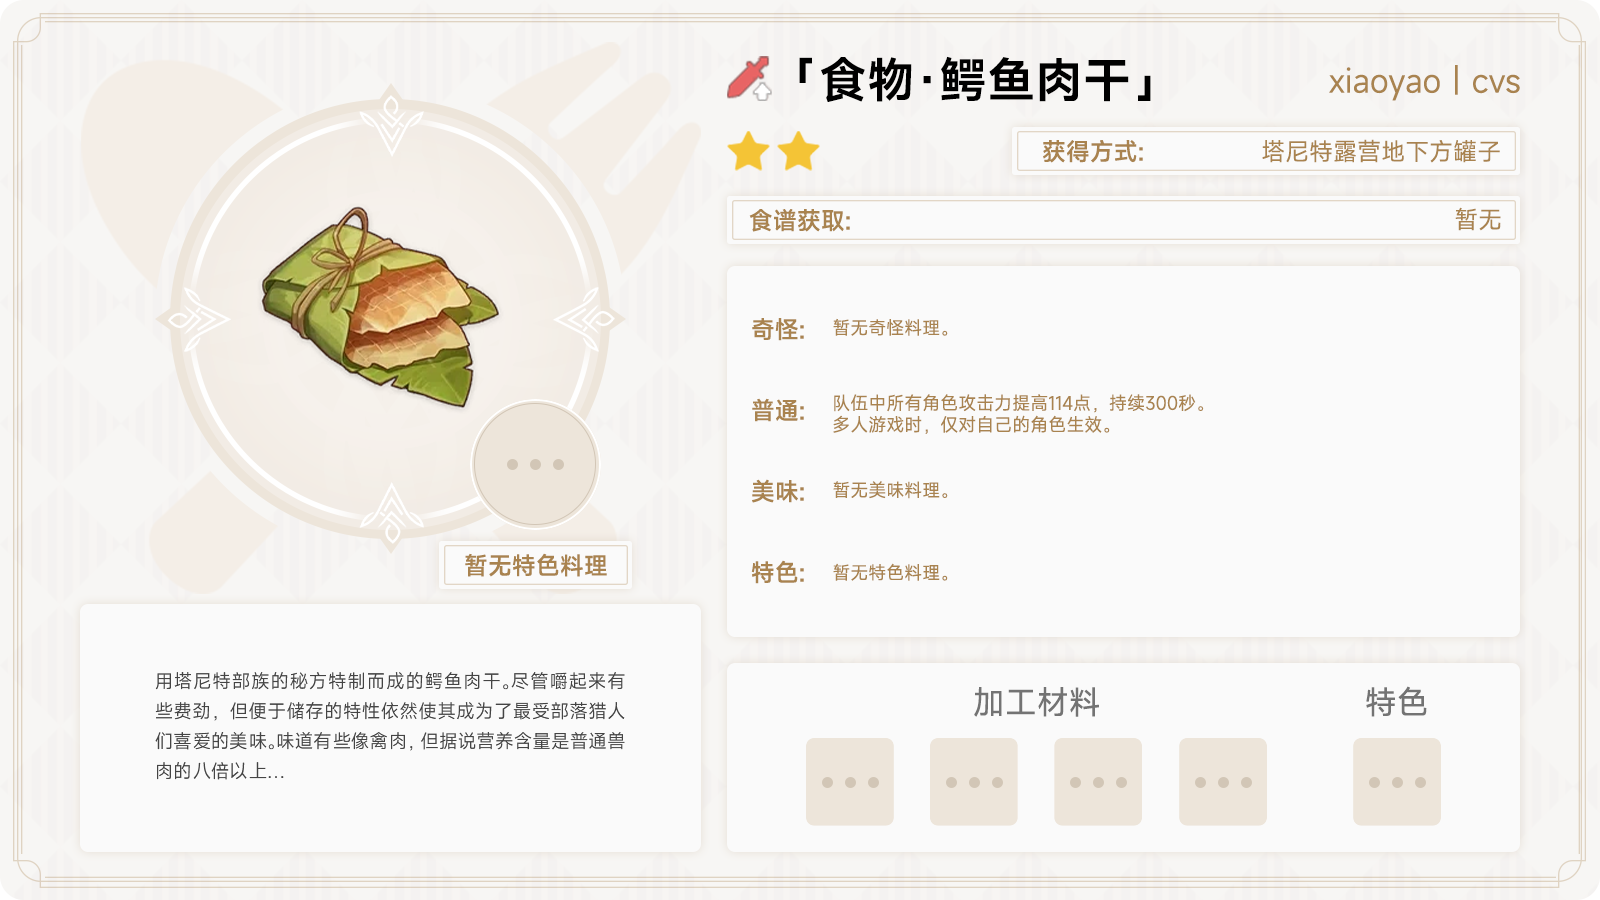 「食物·鳄鱼肉干」
xiaoyao | cvs
获得方式: 塔尼特露营地下方罐子
食谱获取: 暂无
奇怪: 暂无奇怪料理。
普通: 队伍中所有角色攻击力提高114点，持续300秒。
多人游戏时，仅对自己的角色生效。
美味: 暂无美味料理。
特色: 暂无特色料理。
暂无特色料理
用塔尼特部族的秘方特制而成的鳄鱼肉干。尽管嚼起来有
些费劲，但便于储存的特性依然使其成为了最受部落猎人
们喜爱的美味。味道有些像禽肉，但据说营养含量是普通兽
肉的八倍以上...
加工材料
特色